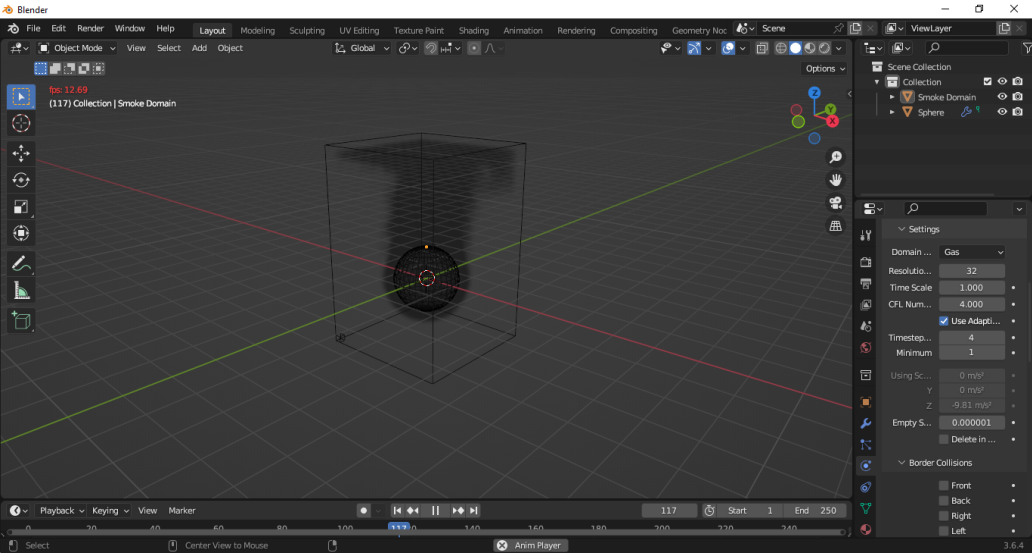 Blender
File Edit Render Window Help Layout Modeling Sculpting UV Editing Texture Paint Shading Animation Rendering Compositing Geometry Noc Scene ViewLayer
Object Mode View Select Add Object Global
Options
fps: 12.69
(117) Collection | Smoke Domain
Z
Y
X
Scene Collection
Collection
Smoke Domain
Sphere
Settings
Domain ... Gas
Resolutio... 32
Time Scale 1.000
CFL Num... 4.000
Use Adapti...
Timestep... 4
Minimum 1
Using Sc... 0 m/s²
Y 0 m/s²
Z -9.81 m/s²
Empty S... 0.000001
Delete in ...
Border Collisions
Front
Back
Right
Left
Playback Keying View Marker 117 Start 1 End 250
0 20 40 60 80 100 117 140 160 180 200 220 240
Select Center View to Mouse Anim Player 3.6.4